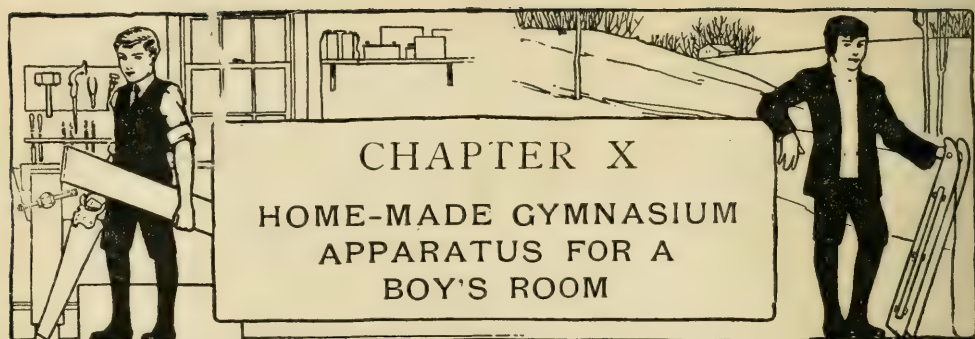 CHAPTER X
HOME-MADE GYMNASIUM
APPARATUS FOR A
BOY'S ROOM